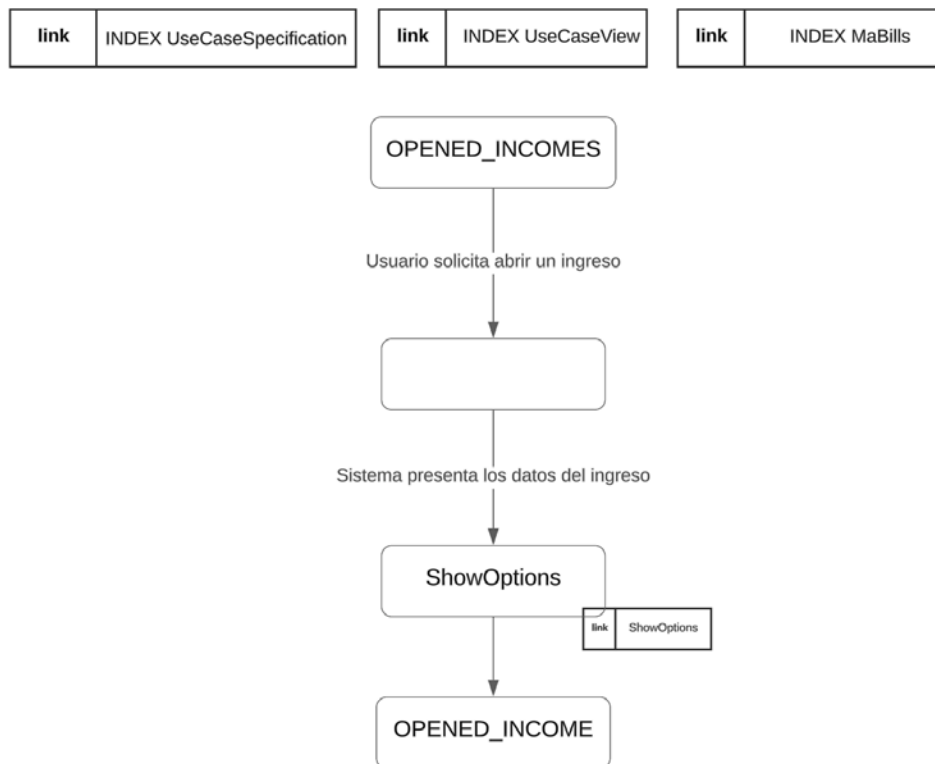 link INDEX UseCaseSpecification
link INDEX UseCaseView
link INDEX MaBills
OPENED_INCOMES
Usuario solicita abrir un ingreso
Sistema presenta los datos del ingreso
ShowOptions
link ShowOptions
OPENED_INCOME